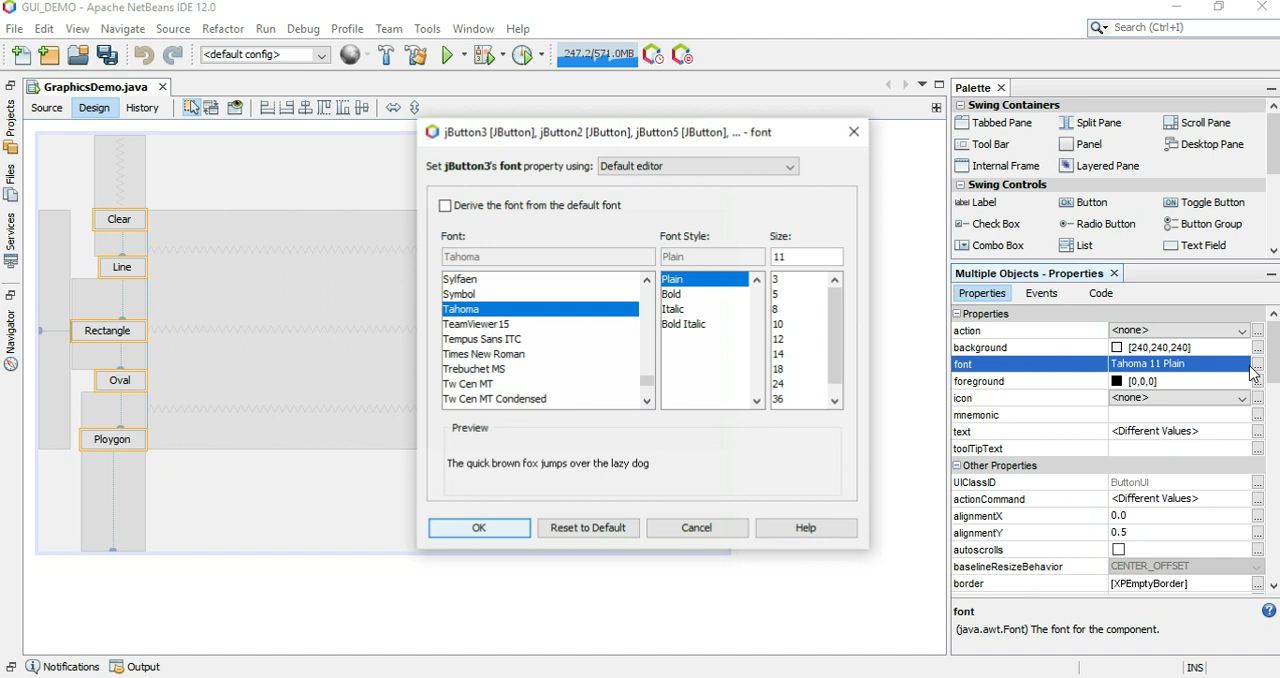 GUI_DEMO - Apache NetBeans IDE 12.0
File Edit View Navigate Source Refactor Run Debug Profile Team Tools Window Help
Search (Ctrl+I)
<default config>
247.2/571.0MB
GraphicsDemo.java
Source Design History
Projects
Files
Services
Navigator
Clear
Line
Rectangle
Oval
Ploygon
jButton3 [JButton], jButton2 [JButton], jButton5 [JButton], ... - font
Set jButton3's font property using: Default editor
Derive the font from the default font
Font: Font Style: Size:
Tahoma Plain 11
Sylfaen Plain 3
Symbol Bold 5
Tahoma Italic 8
TeamViewer15 Bold Italic 10
Tempus Sans ITC 12
Times New Roman 14
Trebuchet MS 18
Tw Cen MT 24
Tw Cen MT Condensed 36
Preview
The quick brown fox jumps over the lazy dog
OK Reset to Default Cancel Help
Palette
Swing Containers
Tabbed Pane Split Pane Scroll Pane
Tool Bar Panel Desktop Pane
Internal Frame Layered Pane
Swing Controls
label Label OK Button ON Toggle Button
Check Box Radio Button Button Group
Combo Box List Text Field
Multiple Objects - Properties
Properties Events Code
Properties
action <none> ...
background [240,240,240] ...
font Tahoma 11 Plain ...
foreground [0,0,0] ...
icon <none> ...
mnemonic ...
text <Different Values> ...
toolTipText ...
Other Properties
UIClassID ButtonUI ...
actionCommand <Different Values> ...
alignmentX 0.0 ...
alignmentY 0.5 ...
autoscrolls ...
baselineResizeBehavior CENTER_OFFSET
border [XPEmptyBorder] ...
font
(java.awt.Font) The font for the component.
Notifications Output
INS